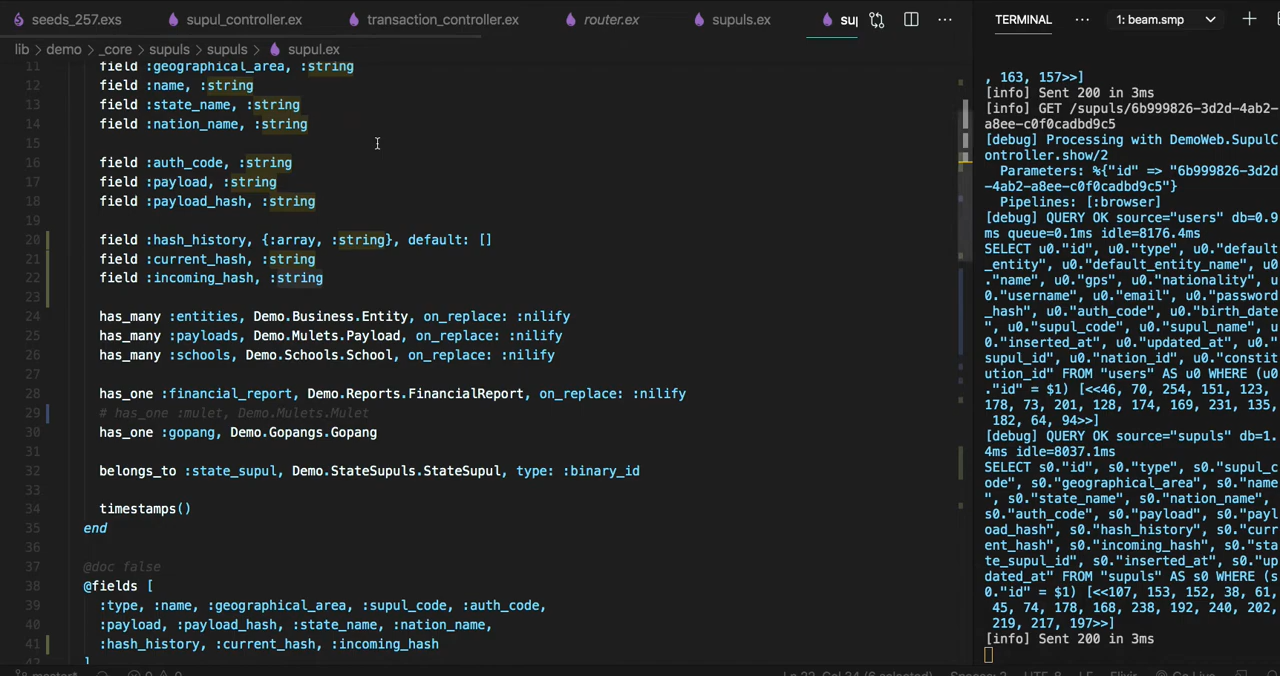 seeds_257.exs supul_controller.ex transaction_controller.ex router.ex supuls.ex sup ···
lib > demo > _core > supuls > supuls > supul.ex
11 field :geographical_area, :string
12 field :name, :string
13 field :state_name, :string
14 field :nation_name, :string
15
16 field :auth_code, :string
17 field :payload, :string
18 field :payload_hash, :string
19
20 field :hash_history, {:array, :string}, default: []
21 field :current_hash, :string
22 field :incoming_hash, :string
23
24 has_many :entities, Demo.Business.Entity, on_replace: :nilify
25 has_many :payloads, Demo.Mulets.Payload, on_replace: :nilify
26 has_many :schools, Demo.Schools.School, on_replace: :nilify
27
28 has_one :financial_report, Demo.Reports.FinancialReport, on_replace: :nilify
29 # has_one :mulet, Demo.Mulets.Mulet
30 has_one :gopang, Demo.Gopangs.Gopang
31
32 belongs_to :state_supul, Demo.StateSupuls.StateSupul, type: :binary_id
33
34 timestamps()
35 end
36
37 @doc false
38 @fields [
39 :type, :name, :geographical_area, :supul_code, :auth_code,
40 :payload, :payload_hash, :state_name, :nation_name,
41 :hash_history, :current_hash, :incoming_hash
42 ]
TERMINAL ··· 1: beam.smp
, 163, 157>>]
[info] Sent 200 in 3ms
[info] GET /supuls/6b999826-3d2d-4ab2-
a8ee-c0f0cadbd9c5
[debug] Processing with DemoWeb.SupulC
ontroller.show/2
Parameters: %{"id" => "6b999826-3d2d
-4ab2-a8ee-c0f0cadbd9c5"}
Pipelines: [:browser]
[debug] QUERY OK source="users" db=0.9
ms queue=0.1ms idle=8176.4ms
SELECT u0."id", u0."type", u0."default
_entity", u0."default_entity_name", u0
."name", u0."gps", u0."nationality", u
0."username", u0."email", u0."password
_hash", u0."auth_code", u0."birth_date
", u0."supul_code", u0."supul_name", u
0."inserted_at", u0."updated_at", u0."
supul_id", u0."nation_id", u0."constit
ution_id" FROM "users" AS u0 WHERE (u0
."id" = $1) [<<46, 70, 254, 151, 123,
178, 73, 201, 128, 174, 169, 231, 135,
182, 64, 94>>]
[debug] QUERY OK source="supuls" db=1.
4ms idle=8037.1ms
SELECT s0."id", s0."type", s0."supul_c
ode", s0."geographical_area", s0."name
", s0."state_name", s0."nation_name",
s0."auth_code", s0."payload", s0."payl
oad_hash", s0."hash_history", s0."curr
ent_hash", s0."incoming_hash", s0."sta
te_supul_id", s0."inserted_at", s0."up
dated_at" FROM "supuls" AS s0 WHERE (s
0."id" = $1) [<<107, 153, 152, 38, 61,
45, 74, 178, 168, 238, 192, 240, 202,
219, 217, 197>>]
[info] Sent 200 in 3ms